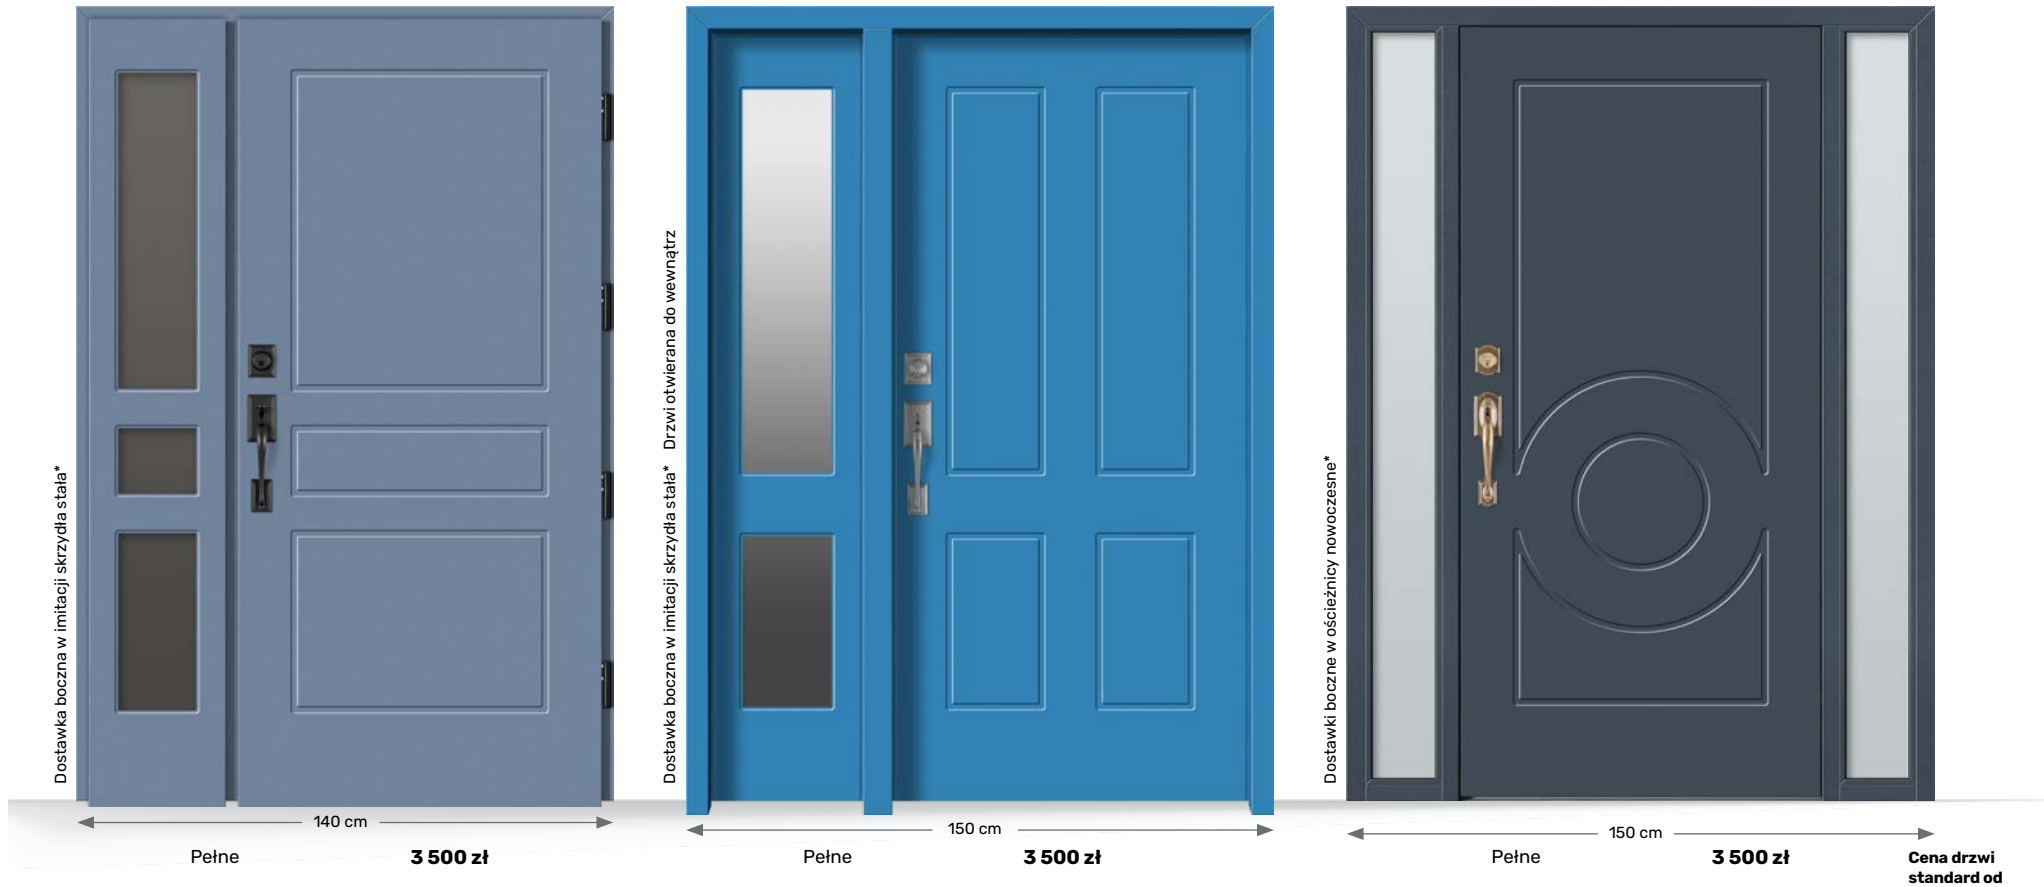 Dostawka boczna w imitacji skrzydła stała*
140 cm
Pełne
3 500 zł
Dostawka boczna w imitacji skrzydła stała* Drzwi otwierana do wewnątrz
150 cm
Pełne
3 500 zł
Dostawki boczne w ościeżnicy nowoczesne*
150 cm
Pełne
3 500 zł
Cena drzwi
standard od